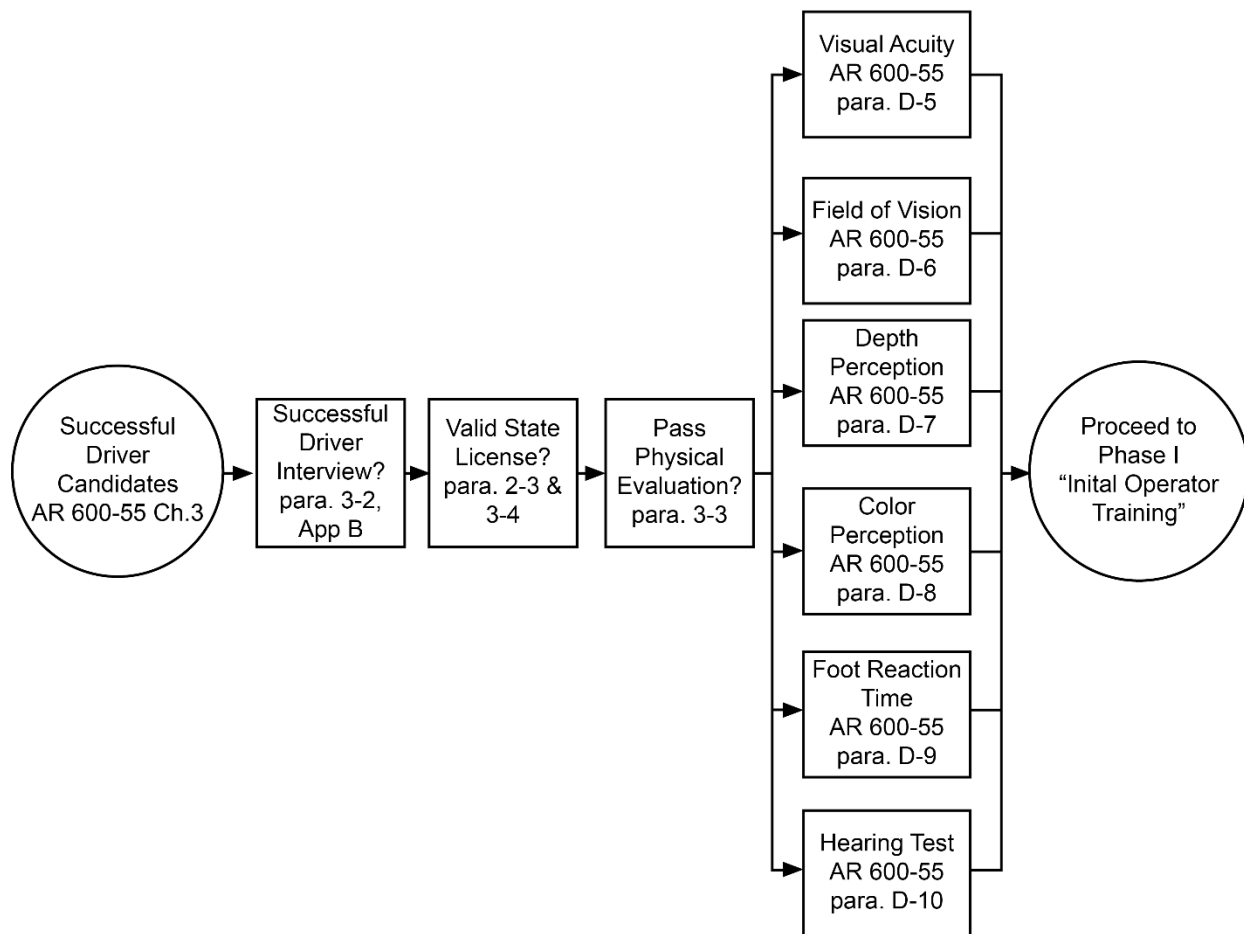 Successful
Driver
Candidates
AR 600-55 Ch.3
Successful
Driver
Interview?
para. 3-2,
App B
Valid State
License?
para. 2-3 &
3-4
Pass
Physical
Evaluation?
para. 3-3
Visual Acuity
AR 600-55
para. D-5
Field of Vision
AR 600-55
para. D-6
Depth
Perception
AR 600-55
para. D-7
Color
Perception
AR 600-55
para. D-8
Foot Reaction
Time
AR 600-55
para. D-9
Hearing Test
AR 600-55
para. D-10
Proceed to
Phase I
“Inital Operator
Training”